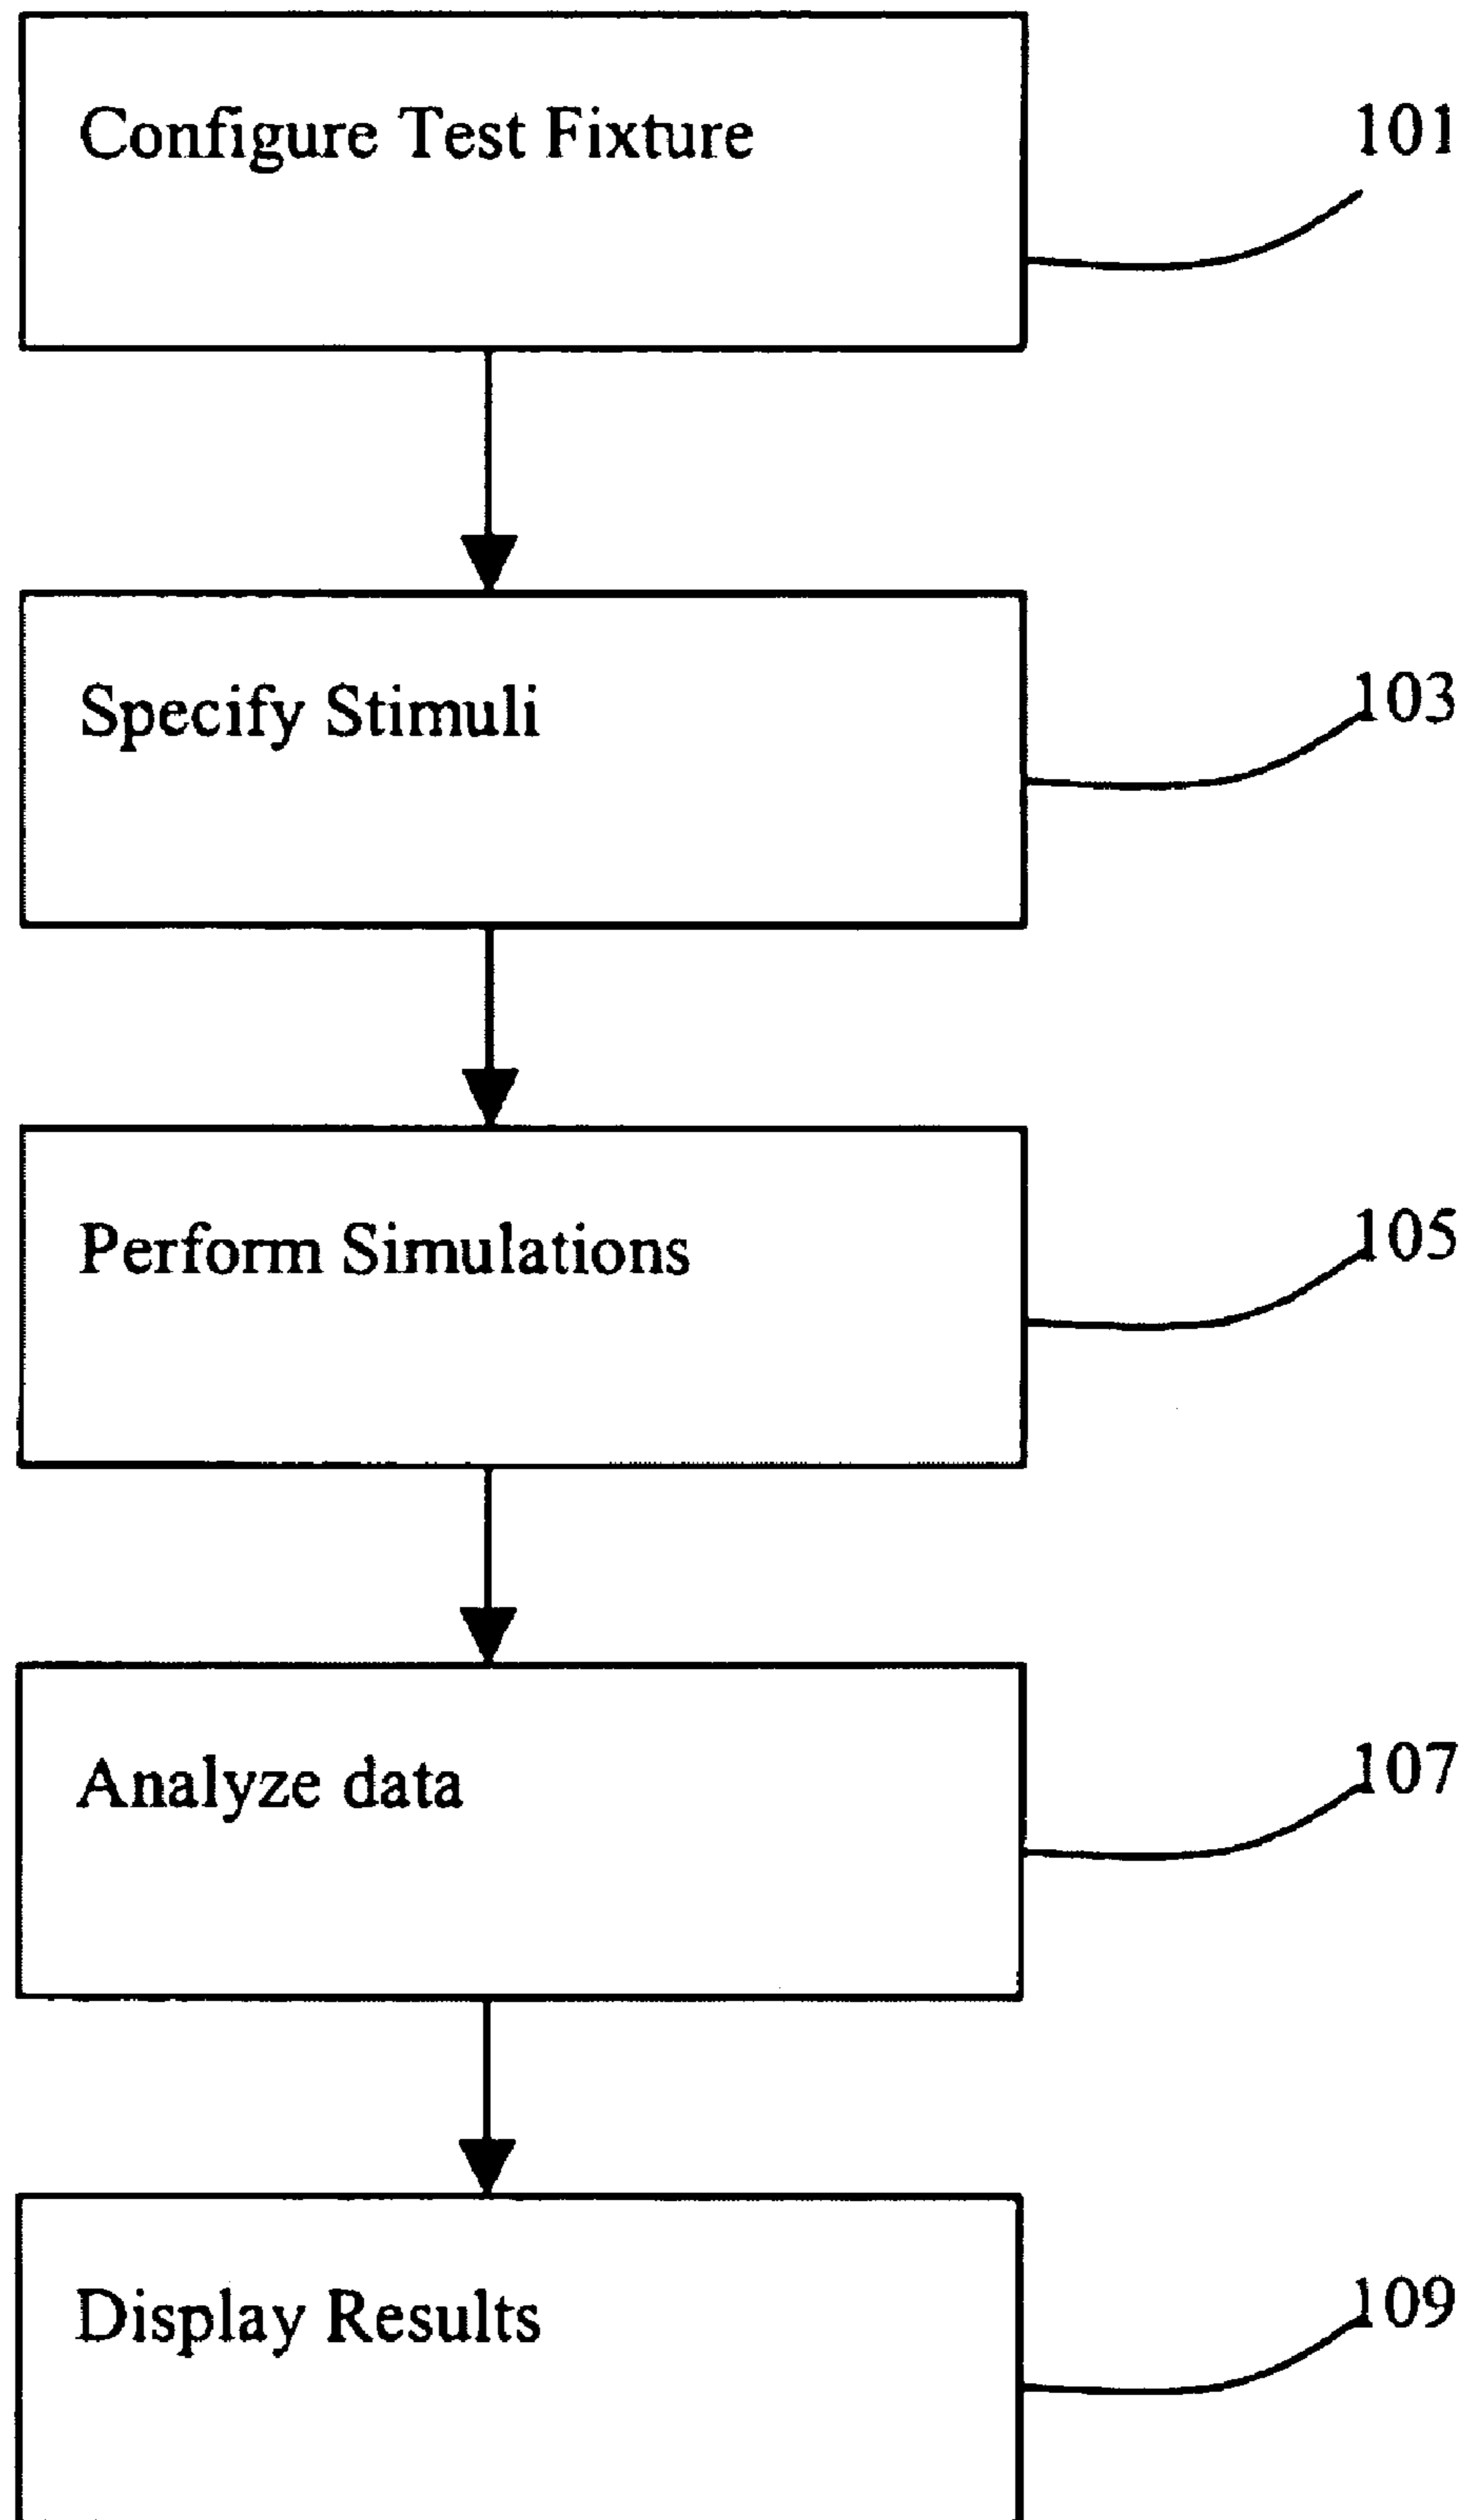 Configure Test Fixture
101
Specify Stimuli
103
Perform Simulations
105
Analyze data
107
Display Results
109